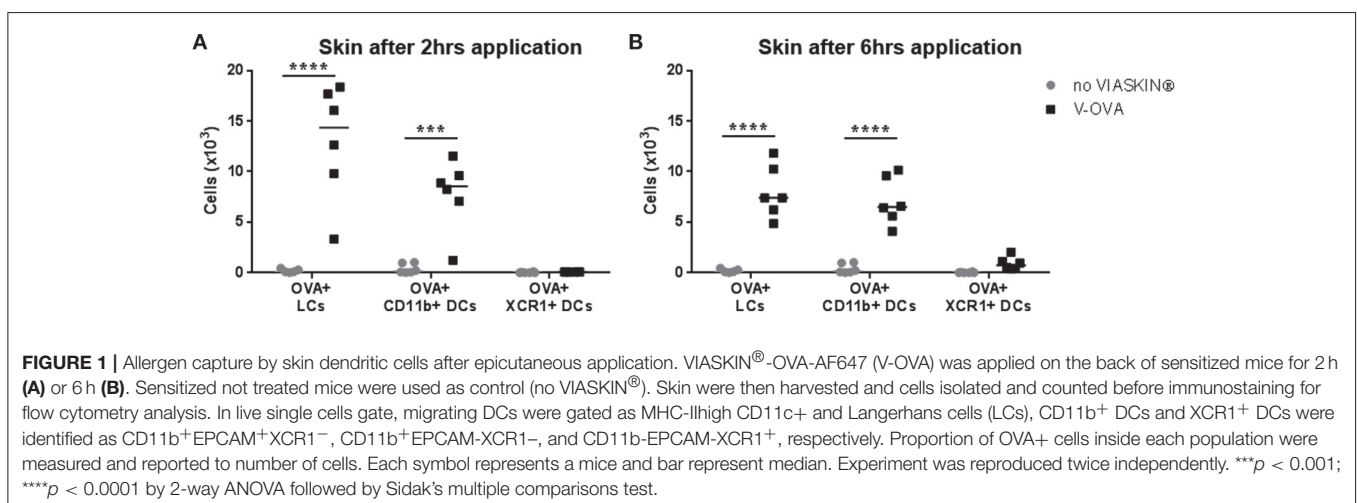 A
Skin after 2hrs application
Cells (x10³)
20
15
10
5
0
****
***
OVA+
LCs
OVA+
CD11b+ DCs
OVA+
XCR1+ DCs
B
Skin after 6hrs application
Cells (x10³)
20
15
10
5
0
****
****
OVA+
LCs
OVA+
CD11b+ DCs
OVA+
XCR1+ DCs
no VIASKIN®
V-OVA
FIGURE 1 | Allergen capture by skin dendritic cells after epicutaneous application. VIASKIN®-OVA-AF647 (V-OVA) was applied on the back of sensitized mice for 2 h
(A) or 6 h (B). Sensitized not treated mice were used as control (no VIASKIN®). Skin were then harvested and cells isolated and counted before immunostaining for
flow cytometry analysis. In live single cells gate, migrating DCs were gated as MHC-IIhigh CD11c+ and Langerhans cells (LCs), CD11b⁺ DCs and XCR1⁺ DCs were
identified as CD11b⁺EPCAM⁺XCR1⁻, CD11b⁺EPCAM-XCR1–, and CD11b-EPCAM-XCR1⁺, respectively. Proportion of OVA+ cells inside each population were
measured and reported to number of cells. Each symbol represents a mice and bar represent median. Experiment was reproduced twice independently. ***p < 0.001;
****p < 0.0001 by 2-way ANOVA followed by Sidak's multiple comparisons test.